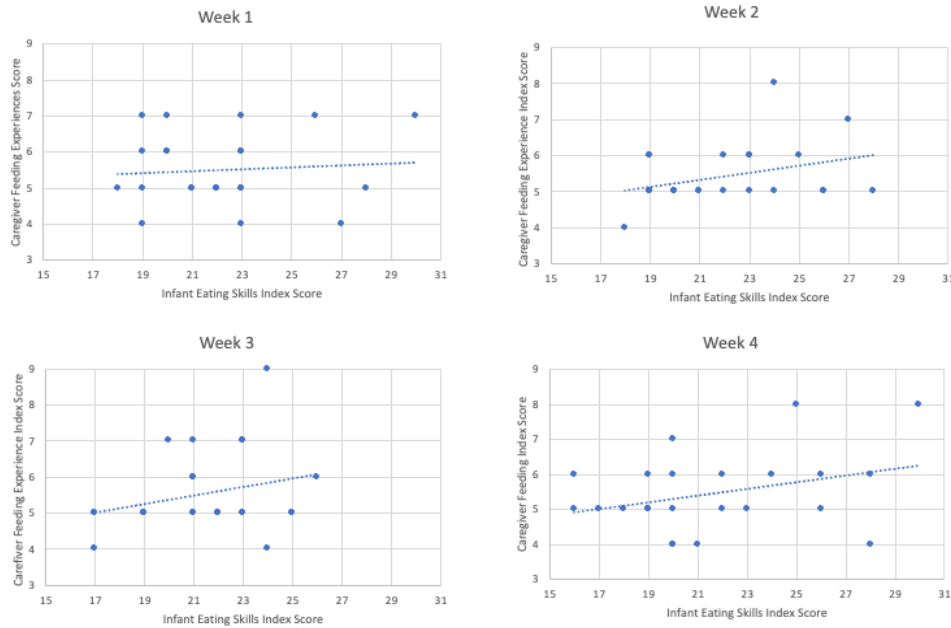 Week 1
Caregiver Feeding Experiences Score
9
8
7
6
5
4
3
15 17 19 21 23 25 27 29 31
Infant Eating Skills Index Score
Week 2
Caregiver Feeding Experience Index Score
9
8
7
6
5
4
3
15 17 19 21 23 25 27 29 31
Infant Eating Skills Index Score
Week 3
Carefiver Feeding Experience Index Score
9
8
7
6
5
4
3
15 17 19 21 23 25 27 29 31
Infant Eating Skills Index Score
Week 4
Caregiver Feeding Index Score
9
8
7
6
5
4
3
15 17 19 21 23 25 27 29 31
Infant Eating Skills Index Score